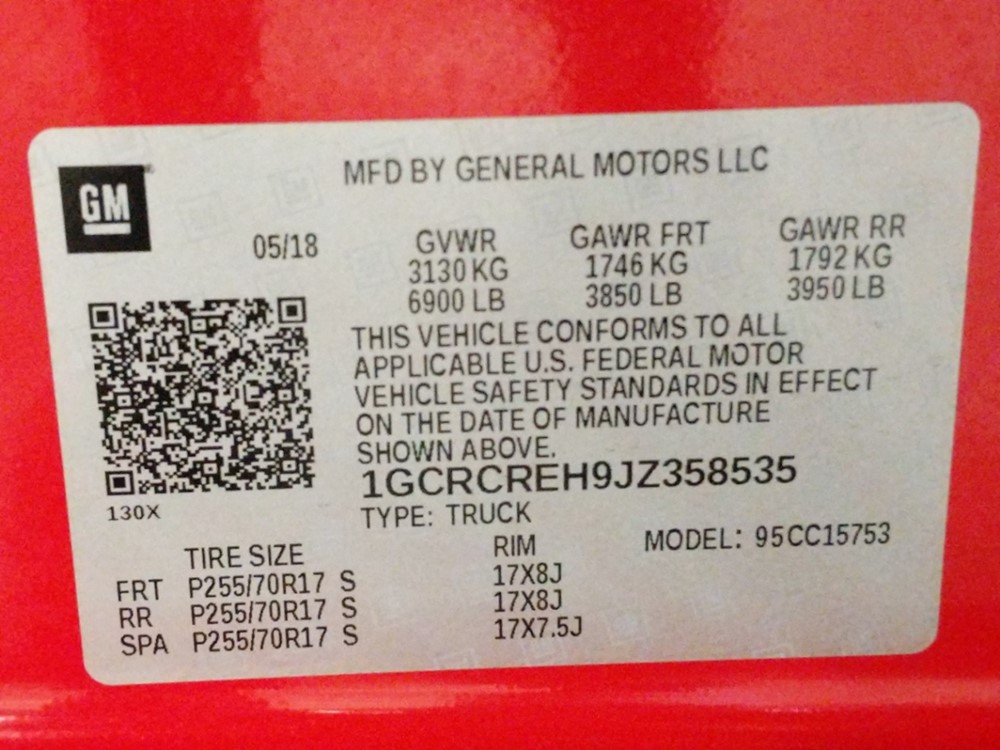 GM
MFD BY GENERAL MOTORS LLC
05/18 GVWR GAWR FRT GAWR RR
3130 KG 1746 KG 1792 KG
6900 LB 3850 LB 3950 LB
THIS VEHICLE CONFORMS TO ALL
APPLICABLE U.S. FEDERAL MOTOR
VEHICLE SAFETY STANDARDS IN EFFECT
ON THE DATE OF MANUFACTURE
SHOWN ABOVE.
1GCRCREH9JZ358535
130X
TYPE: TRUCK
MODEL: 95CC15753
TIRE SIZE RIM
FRT P255/70R17 S 17X8J
RR P255/70R17 S 17X8J
SPA P255/70R17 S 17X7.5J